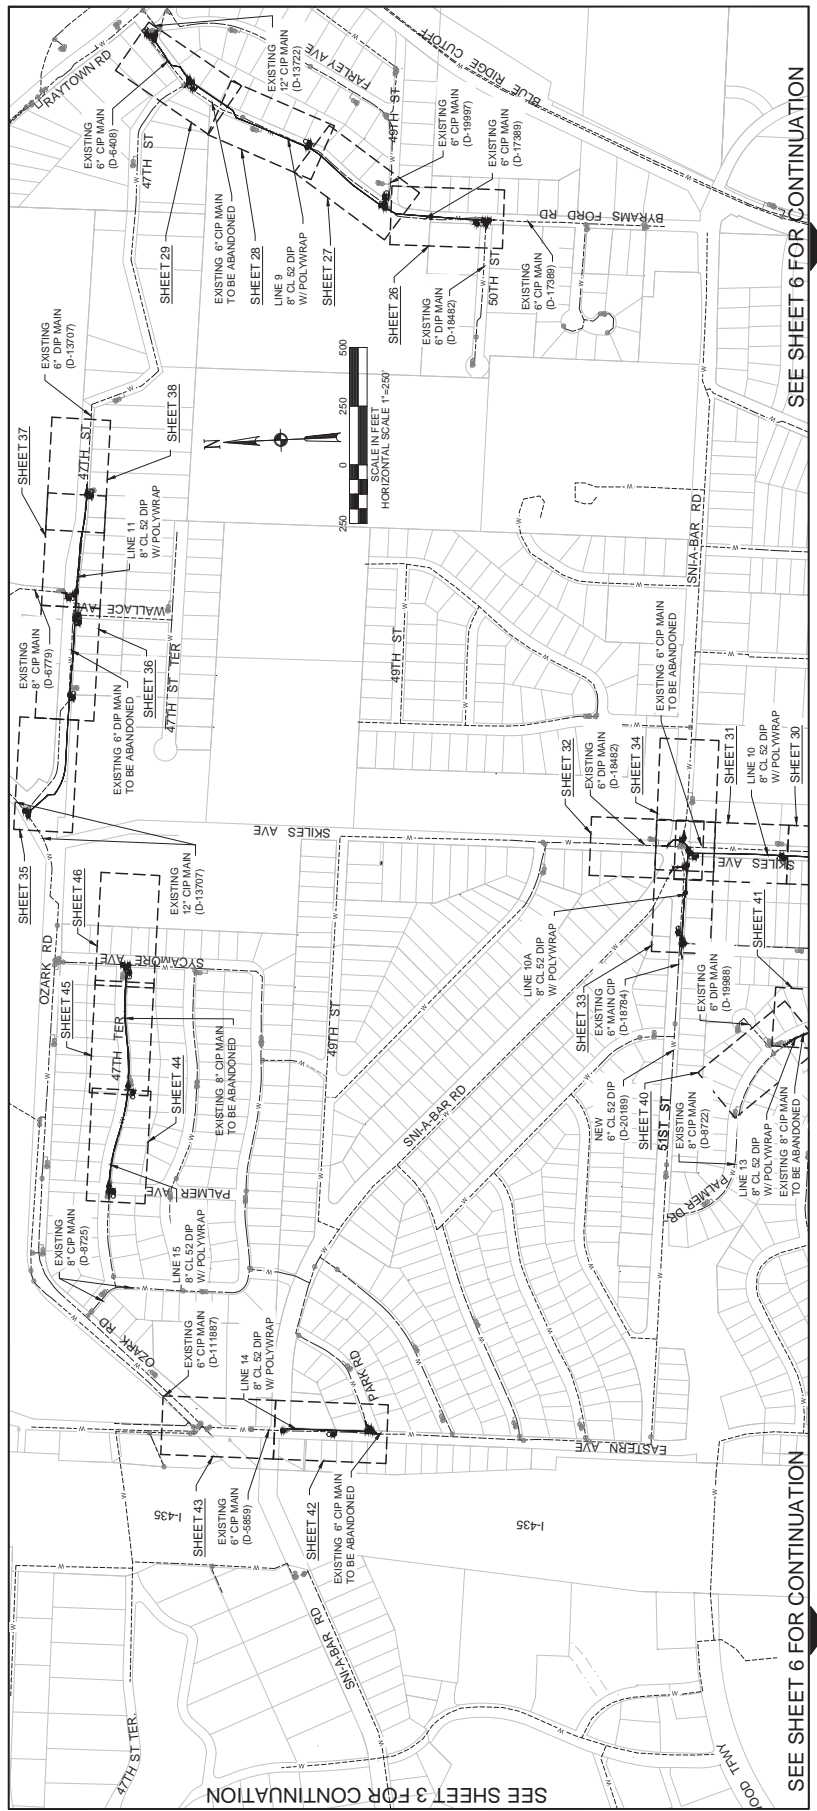 SEE SHEET 3 FOR CONTINUATION
SEE SHEET 6 FOR CONTINUATION
SEE SHEET 6 FOR CONTINUATION
47TH ST TER.
I-435
I-435
SNI-A-BAR RD
OOD TFWY
SHEET 43
EXISTING
6" CIP MAIN
(D-5859)
SHEET 42
EXISTING 6" CIP MAIN
TO BE ABANDONED
EASTERN AVE
OZARK RD
EXISTING
6" CIP MAIN
(D-111887)
LINE 14
8" CL 52 DIP
W/ POLYWRAP
PARK RD
EXISTING
8" CIP MAIN
(D-8725)
LINE 15
8" CL 52 DIP
W/ POLYWRAP
PALMER AVE
SHEET 44
47TH TER
SHEET 45
EXISTING 8" CIP MAIN
TO BE ABANDONED
SYCAMORE AVE
SHEET 46
OZARK RD
SHEET 35
EXISTING
12" CIP MAIN
(D-13707)
SKILES AVE
49TH ST
SNI-A-BAR RD
NEW
6" CL 52 DIP
(D-20189)
SHEET 40
51ST ST
EXISTING
8" CIP MAIN
(D-8722)
PALMER DR
LINE 13
8" CL 52 DIP
W/ POLYWRAP
EXISTING 8" CIP MAIN
TO BE ABANDONED
LINE 10A
8" CL 52 DIP
W/ POLYWRAP
SHEET 33
EXISTING
6" MAIN CIP
(D-18784)
EXISTING
6" DIP MAIN
(D-19988)
SHEET 41
SHEET 32
EXISTING
6" DIP MAIN
(D-18482)
SHEET 34
EXISTING 6" CIP MAIN
TO BE ABANDONED
SHEET 31
LINE 10
8" CL 52 DIP
W/ POLYWRAP
SHEET 30
SKILES AVE
SNI-A-BAR RD
49TH ST
EXISTING
8" CIP MAIN
(D-6779)
EXISTING 6" DIP MAIN
TO BE ABANDONED
SHEET 36
47TH ST TER
WALLACE AVE
LINE 11
8" CL 52 DIP
W/ POLYWRAP
SHEET 37
47TH ST
SHEET 38
EXISTING
6" DIP MAIN
(D-13707)
N
250 0 250 500
SCALE IN FEET
HORIZONTAL SCALE 1"=250'
RAYTOWN RD
EXISTING
6" CIP MAIN
(D-6408)
47TH ST
SHEET 29
EXISTING 6" CIP MAIN
TO BE ABANDONED
SHEET 28
LINE 9
8" CL 52 DIP
W/ POLYWRAP
SHEET 27
EXISTING
12" CIP MAIN
(D-13722)
FARLEY AVE
49TH ST
EXISTING
6" CIP MAIN
(D-19997)
EXISTING
6" CIP MAIN
(D-17389)
BLUE RIDGE CUTOFF
SHEET 26
EXISTING
6" DIP MAIN
(D-18482)
50TH ST
EXISTING
6" CIP MAIN
(D-17389)
BYRAMS FORD RD